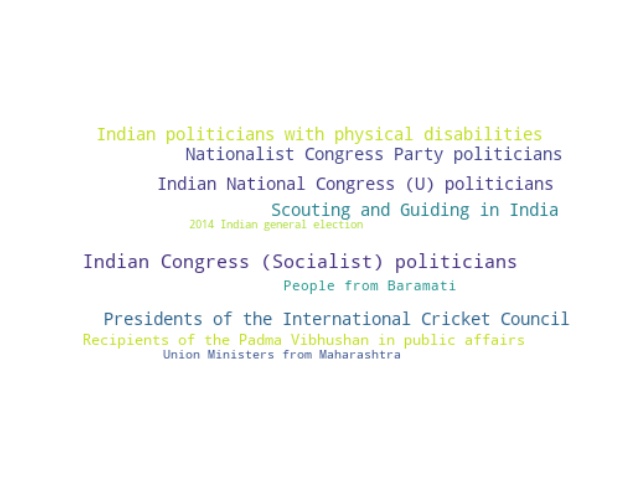 Indian politicians with physical disabilities
Nationalist Congress Party politicians
Indian National Congress (U) politicians
Scouting and Guiding in India
2014 Indian general election
Indian Congress (Socialist) politicians
People from Baramati
Presidents of the International Cricket Council
Recipients of the Padma Vibhushan in public affairs
Union Ministers from Maharashtra